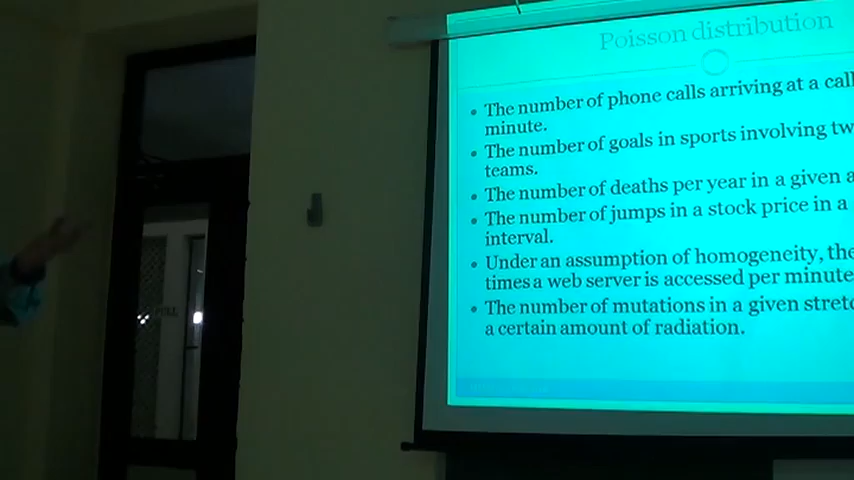 Poisson distribution
• The number of phone calls arriving at a call
minute.
• The number of goals in sports involving tw
teams.
• The number of deaths per year in a given a
• The number of jumps in a stock price in a
interval.
• Under an assumption of homogeneity, the
times a web server is accessed per minute
• The number of mutations in a given stretc
a certain amount of radiation.